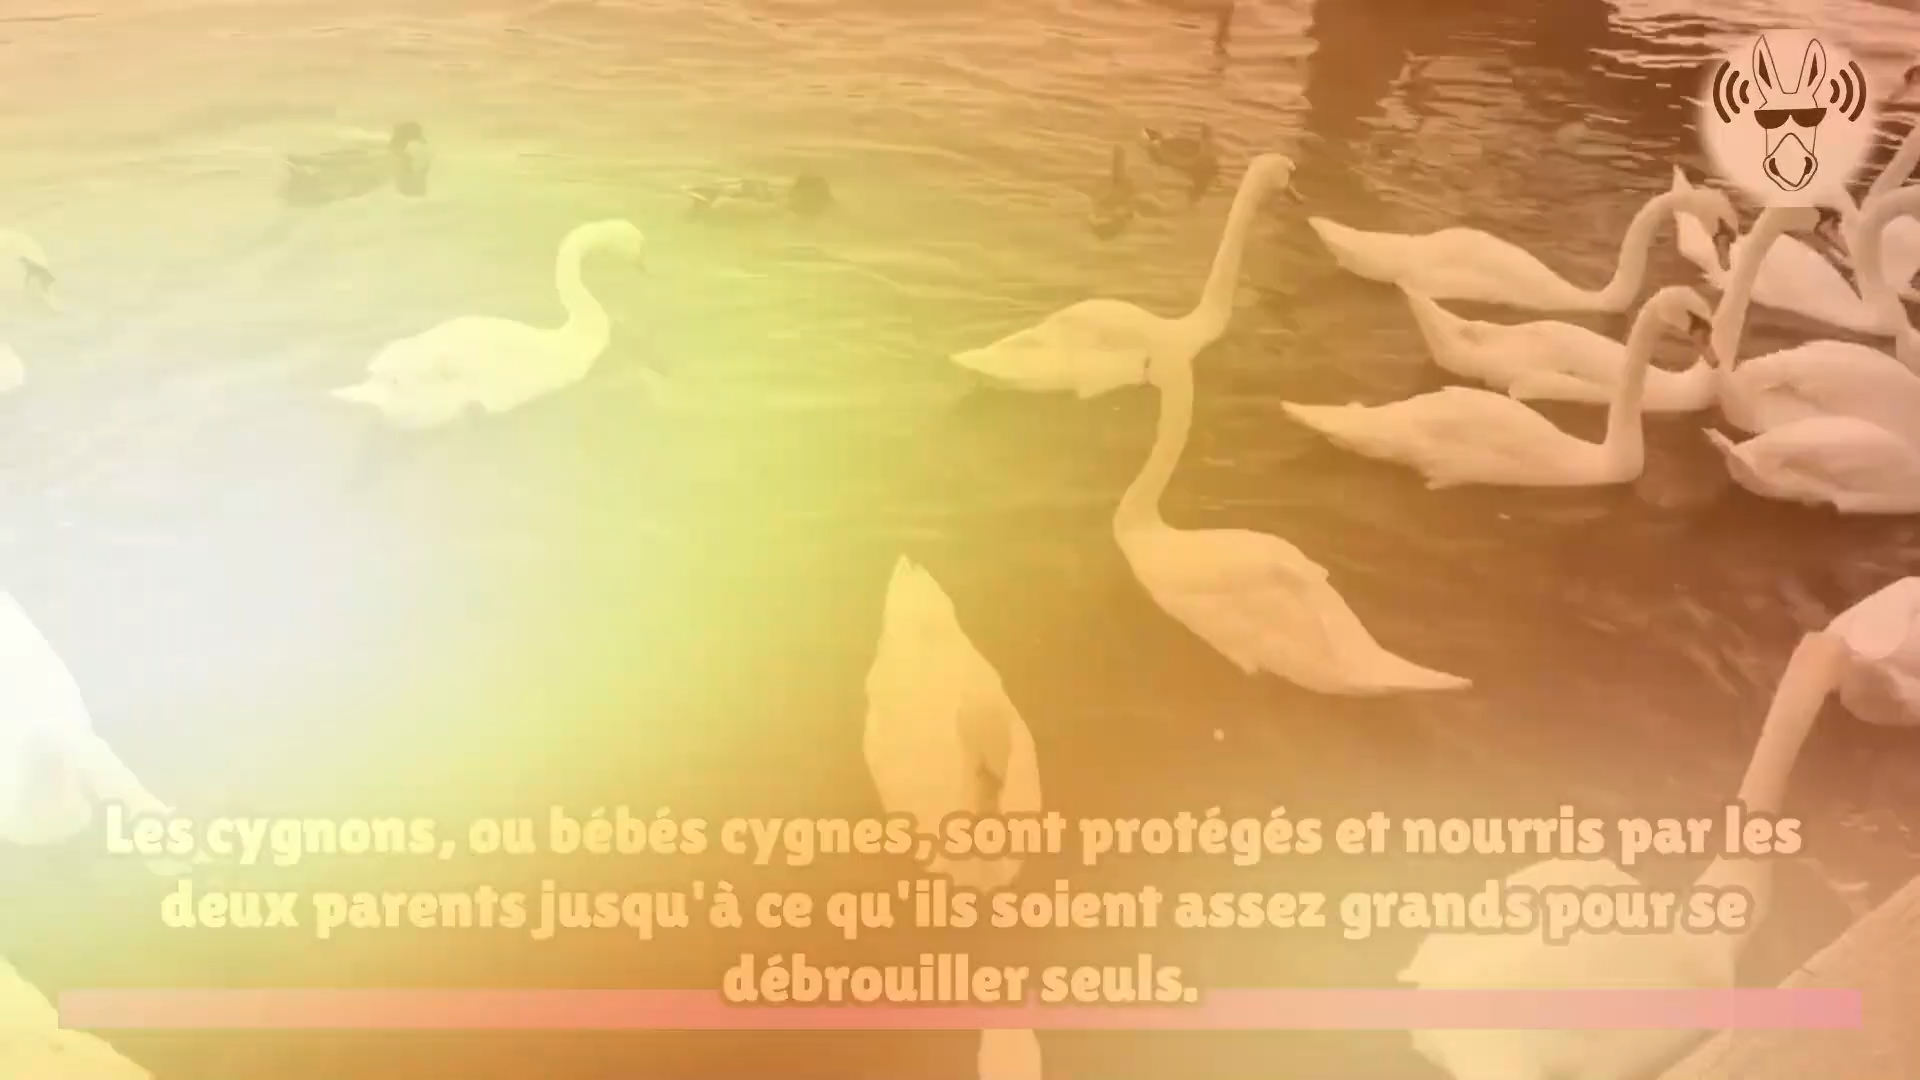 Les cygnons, ou bébés cygnes, sont protégés et nourris par les
deux parents jusqu'à ce qu'ils soient assez grands pour se
débrouiller seuls.